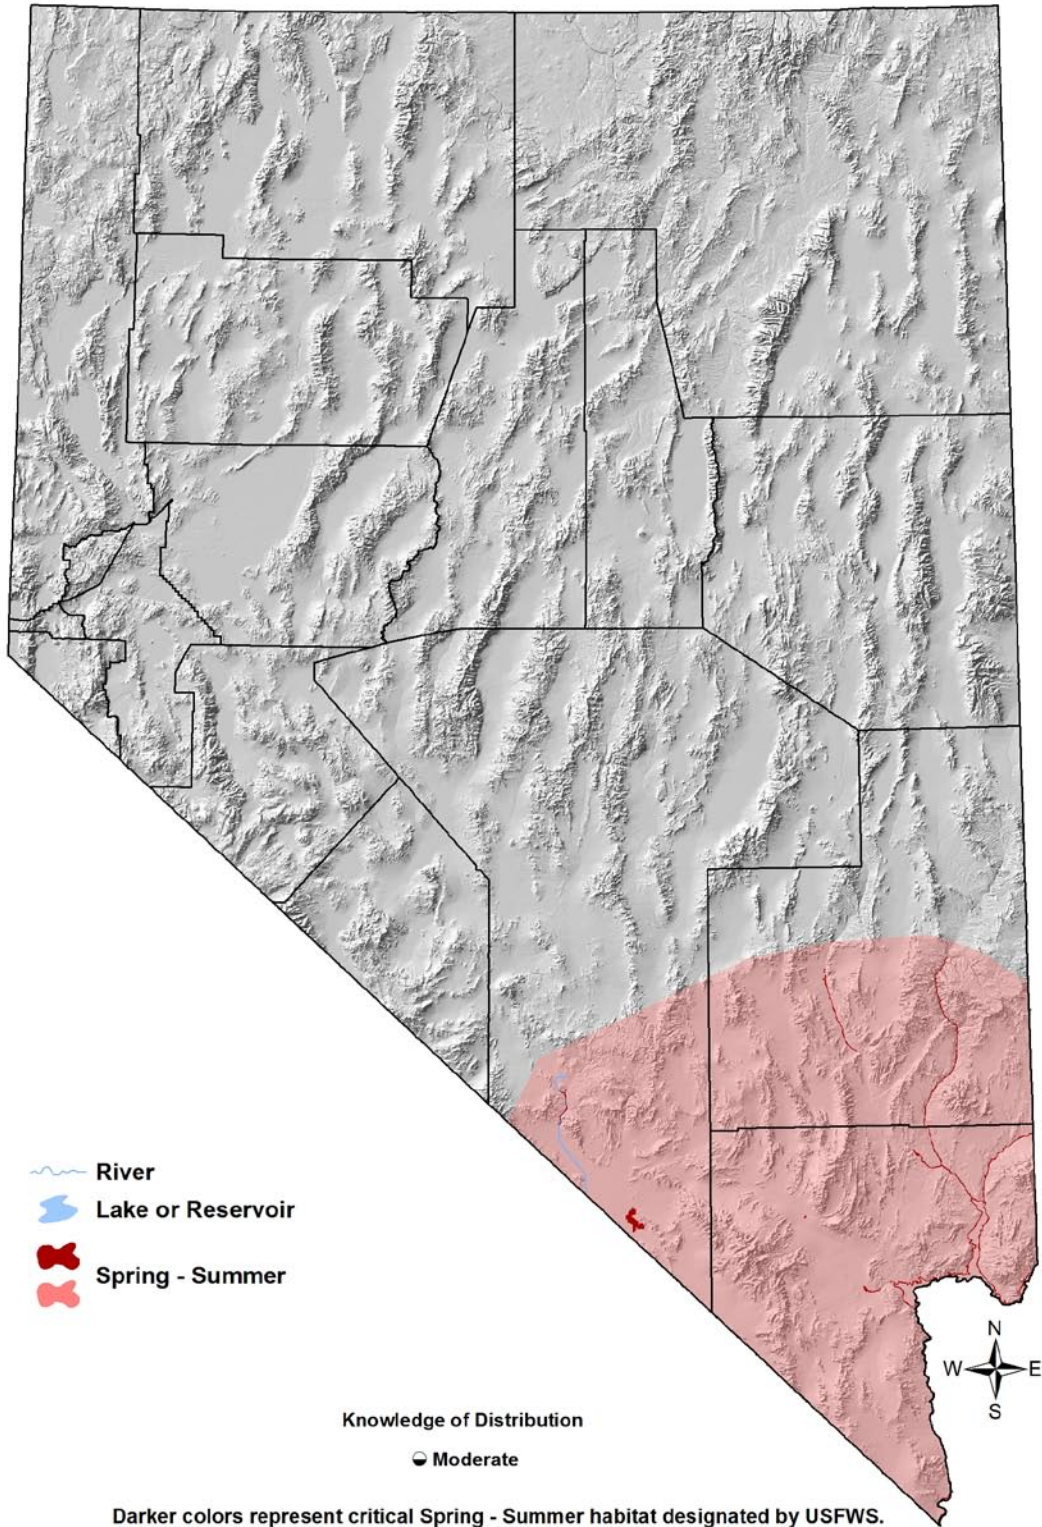 River
Lake or Reservoir
Spring - Summer
N
W E
S
Knowledge of Distribution
Moderate
Darker colors represent critical Spring - Summer habitat designated by USFWS.